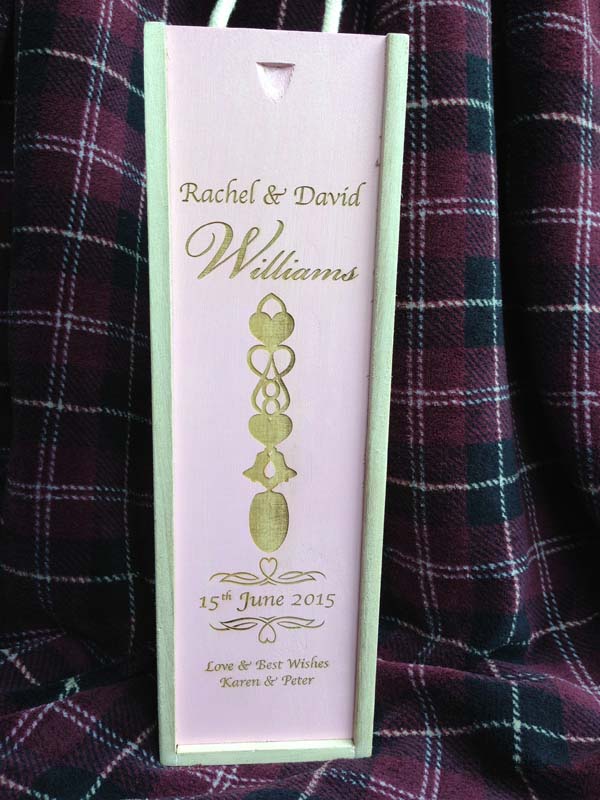 Rachel & David
Williams
15th June 2015
Love & Best Wishes
Karen & Peter